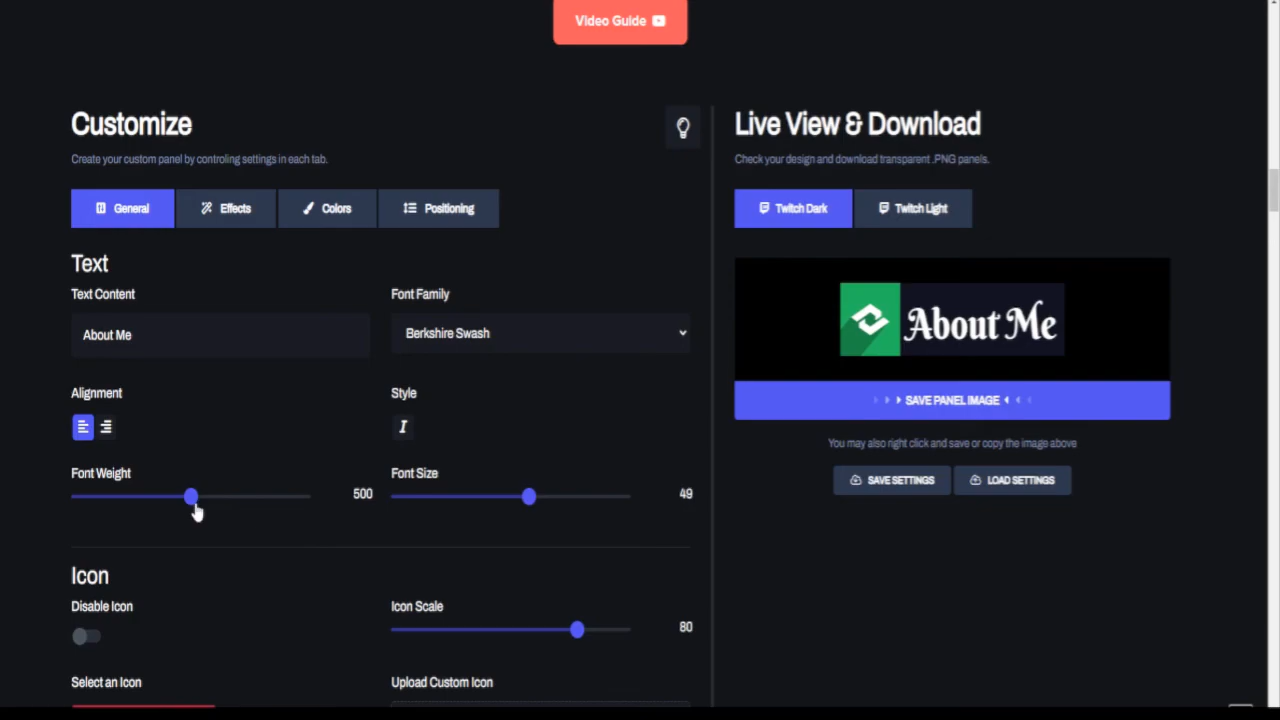 Video Guide
Customize
Create your custom panel by controling settings in each tab.
General
Effects
Colors
Positioning
Text
Text Content
Font Family
About Me
Berkshire Swash
Alignment
Style
I
Font Weight
500
Font Size
49
Icon
Disable Icon
Icon Scale
80
Select an Icon
Upload Custom Icon
Live View & Download
Check your design and download transparent .PNG panels.
Twitch Dark
Twitch Light
About Me
SAVE PANEL IMAGE
You may also right click and save or copy the image above
SAVE SETTINGS
LOAD SETTINGS